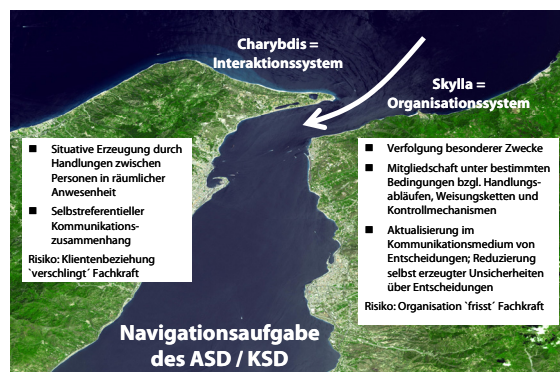 Charybdis =
Interaktionssystem
Skylla =
Organisationssystem
■ Situative Erzeugung durch
Handlungen zwischen
Personen in räumlicher
Anwesenheit
■ Selbstreferentieller
Kommunikations-
zusammenhang
Risiko: Klientenbeziehung
`verschlingt´ Fachkraft
■ Verfolgung besonderer Zwecke
■ Mitgliedschaft unter bestimmten
Bedingungen bzgl. Handlungs-
abläufen, Weisungsketten und
Kontrollmechanismen
■ Aktualisierung im
Kommunikationsmedium von
Entscheidungen; Reduzierung
selbst erzeugter Unsicherheiten
über Entscheidungen
Risiko: Organisation `frisst´ Fachkraft
Navigationsaufgabe
des ASD / KSD